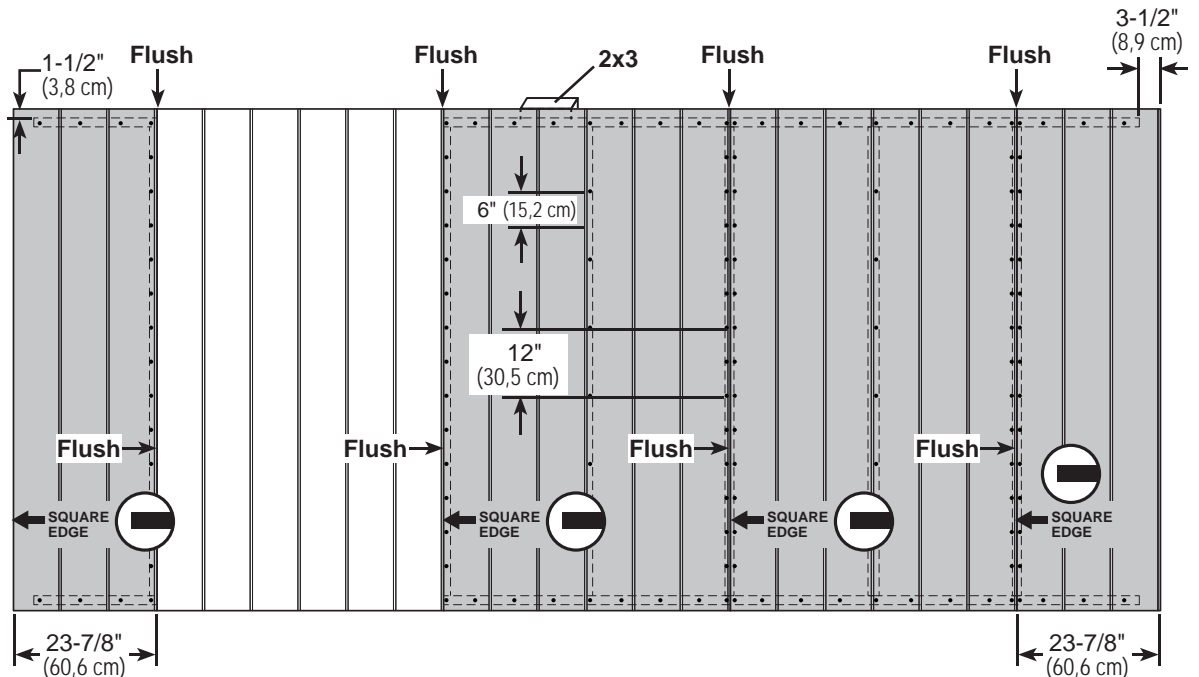 3-1/2"
(8,9 cm)
1-1/2"
(3,8 cm)
Flush
Flush
2x3
Flush
Flush
6" (15,2 cm)
12"
(30,5 cm)
Flush
Flush
Flush
Flush
SQUARE
EDGE
SQUARE
EDGE
SQUARE
EDGE
SQUARE
EDGE
23-7/8"
(60,6 cm)
23-7/8"
(60,6 cm)